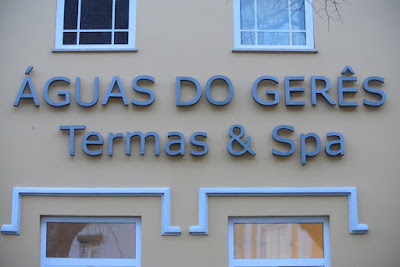 ÁGUAS DO GERÊS
Termas & Spa